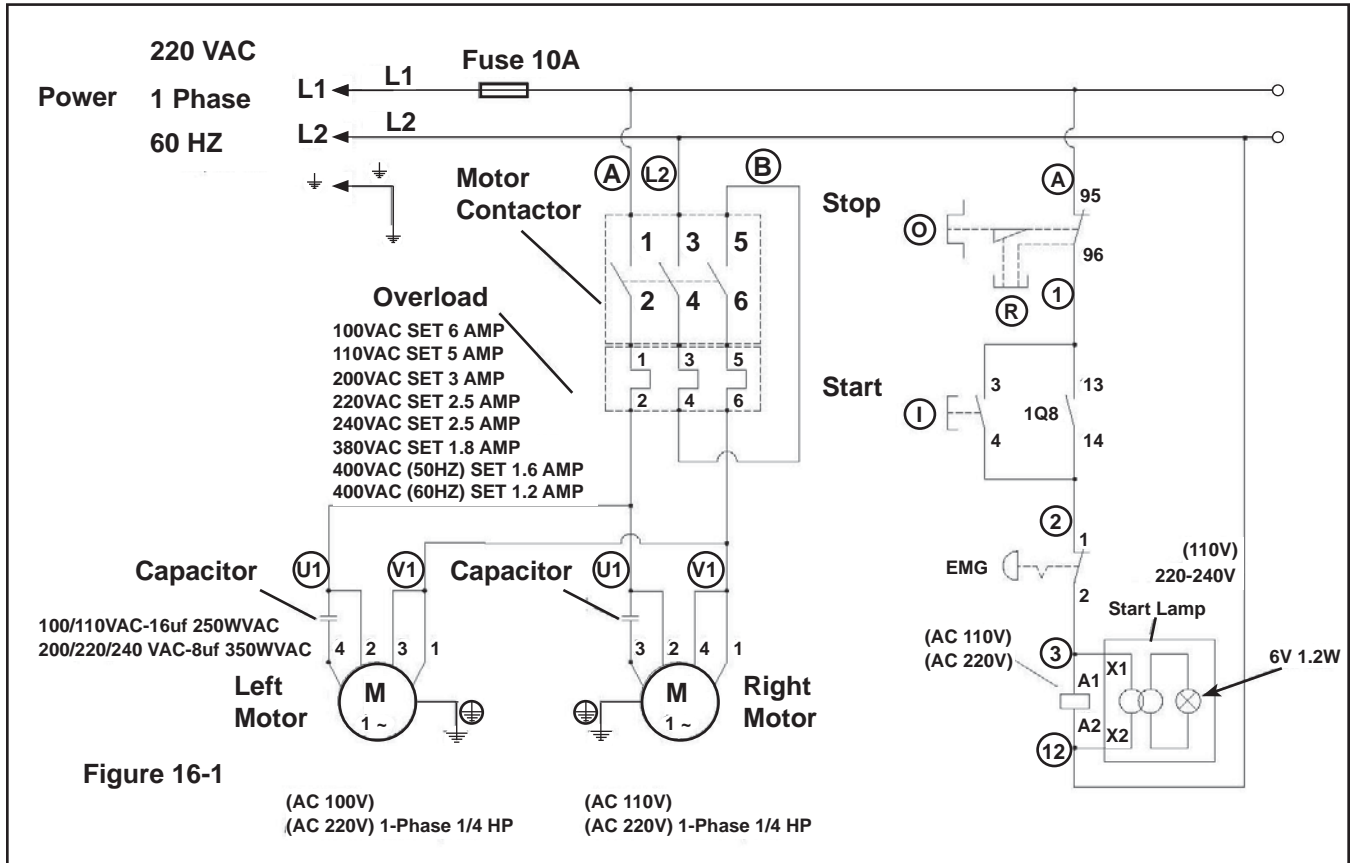 220 VAC
Power 1 Phase
60 HZ
L1 L1
L2 L2
Fuse 10A
A L2 B
Motor
Contactor
1 3 5
2 4 6
Overload
100VAC SET 6 AMP
110VAC SET 5 AMP
200VAC SET 3 AMP
220VAC SET 2.5 AMP
240VAC SET 2.5 AMP
380VAC SET 1.8 AMP
400VAC (50HZ) SET 1.6 AMP
400VAC (60HZ) SET 1.2 AMP
1 3 5
2 4 6
Capacitor U1 V1
Capacitor U1 V1
100/110VAC-16uf 250WVAC
200/220/240 VAC-8uf 350WVAC
4 2 3 1
3 2 4 1
Left
Motor
M
1 ~
M
1 ~
Right
Motor
Figure 16-1
(AC 100V)
(AC 220V) 1-Phase 1/4 HP
(AC 110V)
(AC 220V) 1-Phase 1/4 HP
A
95
Stop
O
96
1
R
Start
3 13
I
1Q8
4 14
2
1
EMG
2
(110V)
220-240V
Start Lamp
(AC 110V)
(AC 220V)
3
6V 1.2W
A1 X1
A2 X2
12